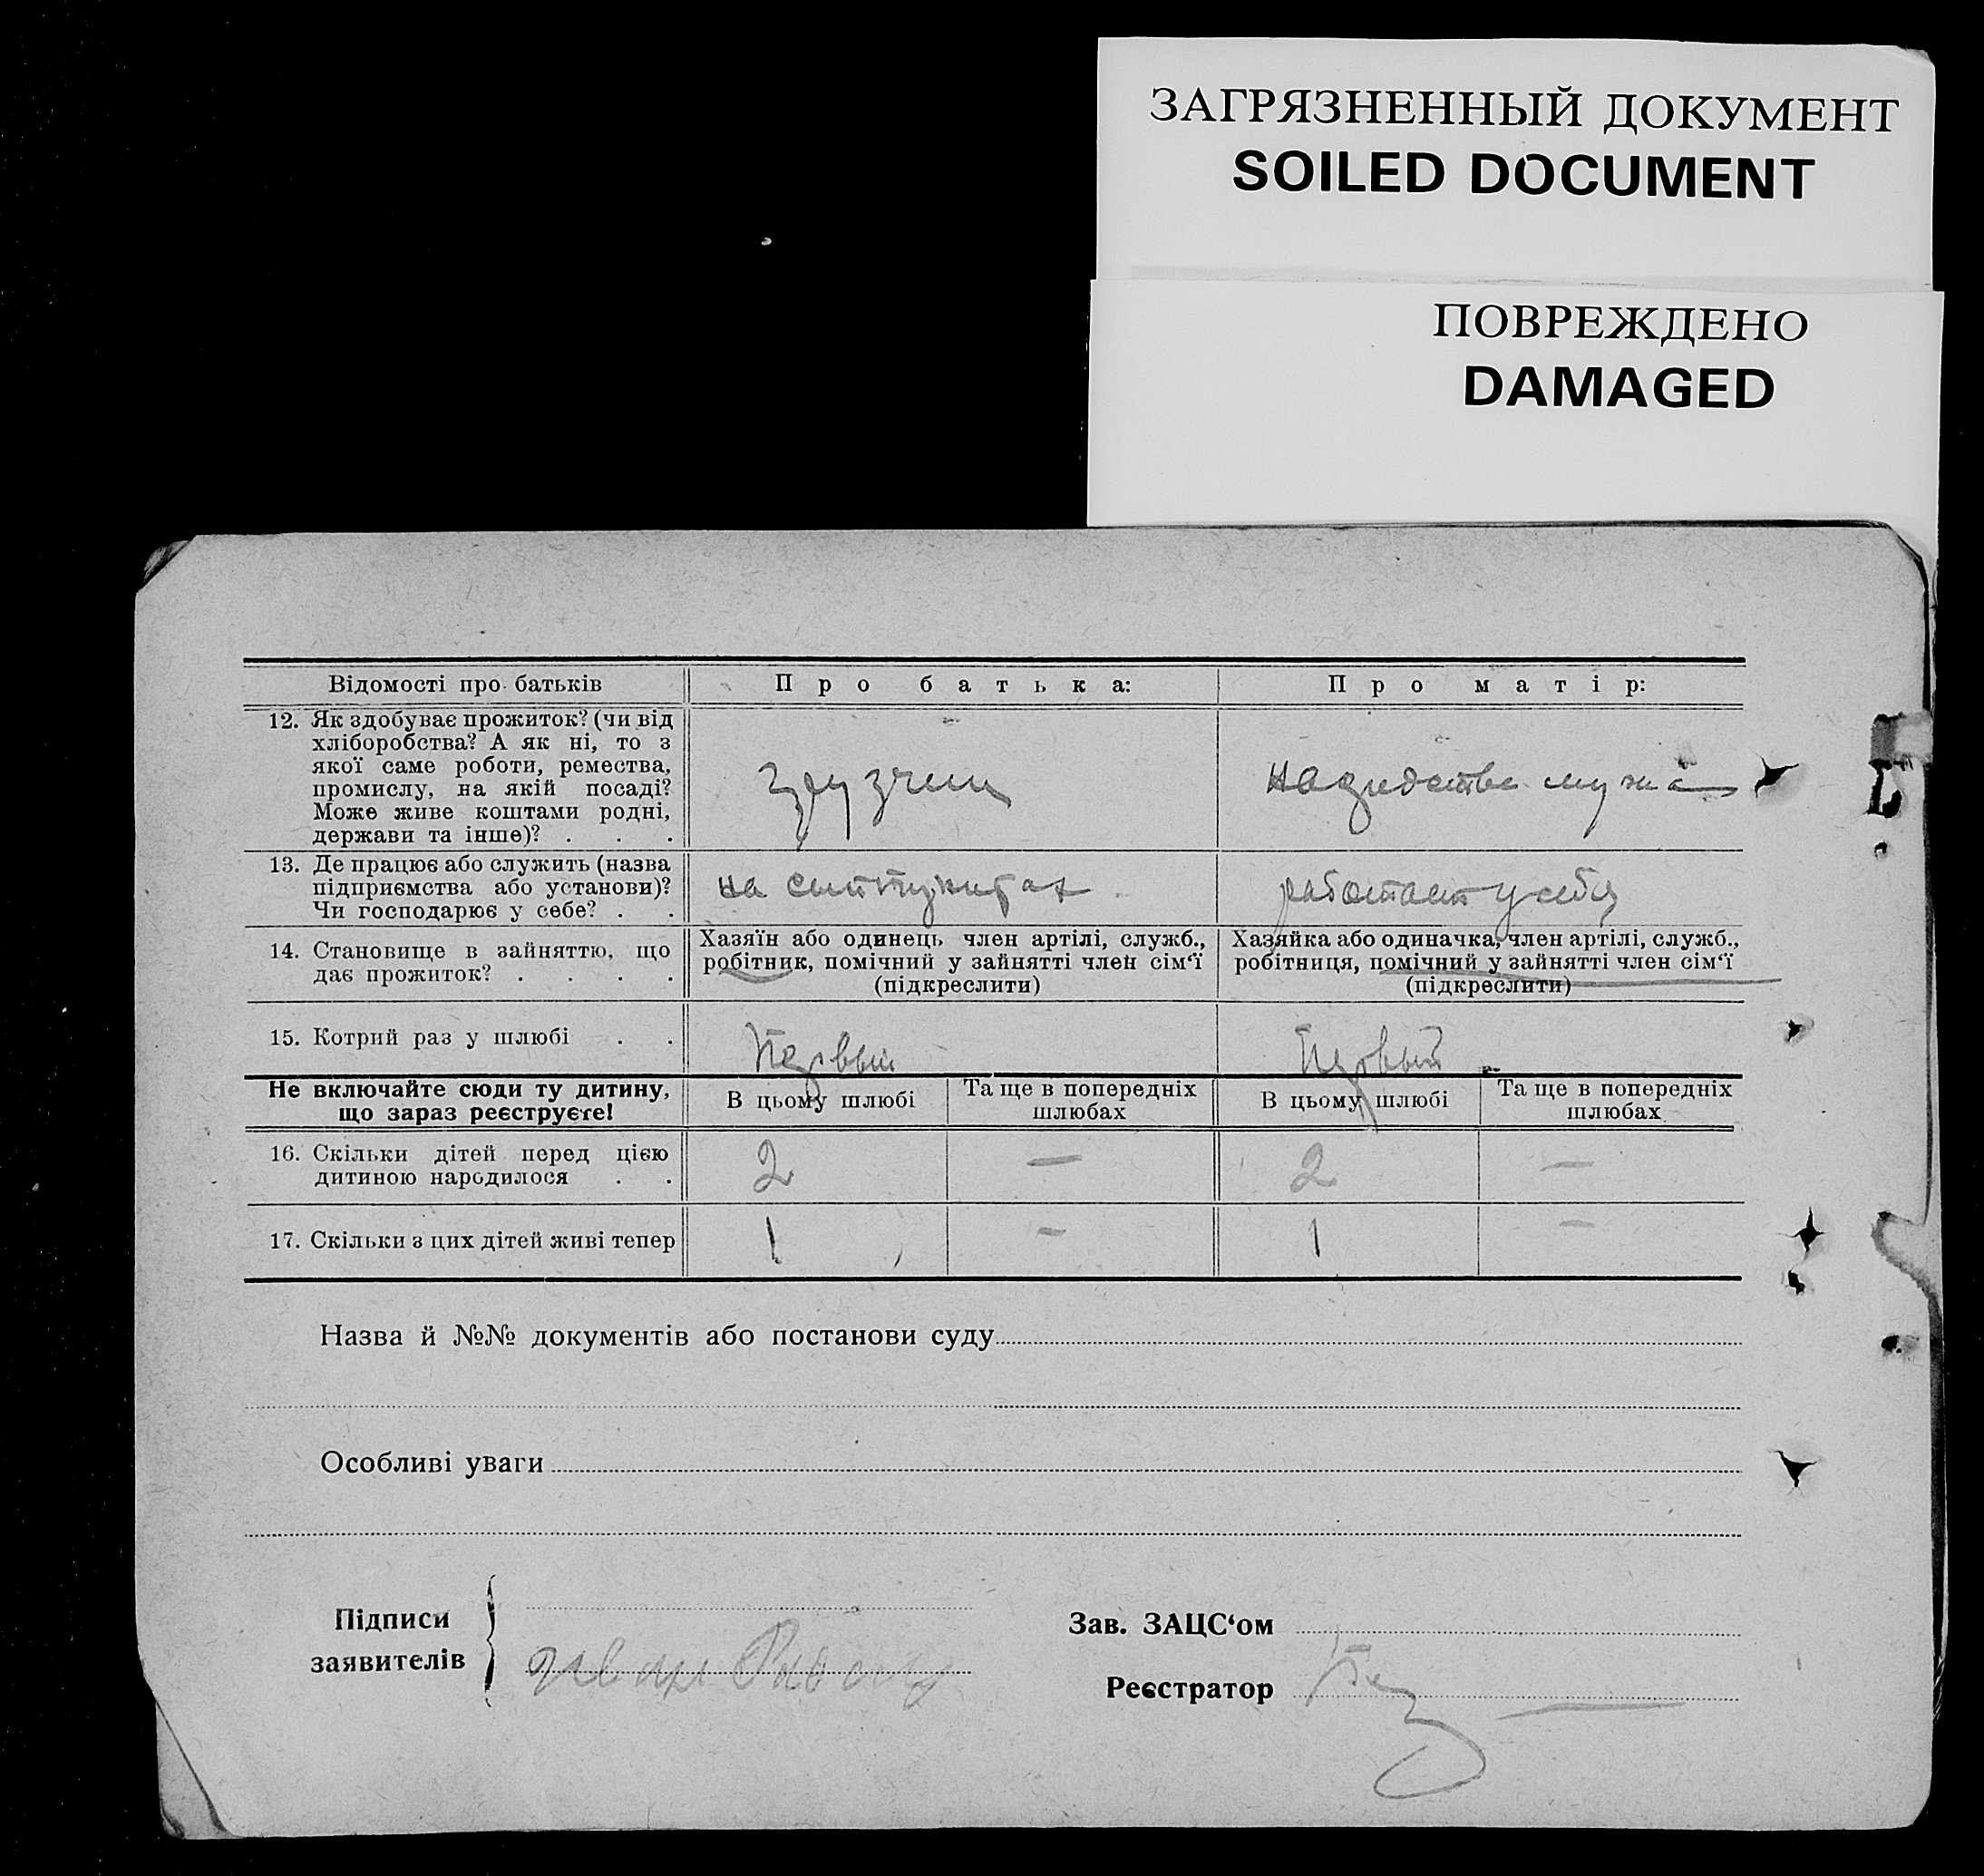 ЗАГРЯЗНЕННЫЙ ДОКУМЕНТ
SOILED DOCUMENT
ПОВРЕЖДЕНО
DAMAGED
Відомості про батьків
Про батька:
Про матір:
12. Як здобуває прожиток? (чи від
хліборобства? А як ні, то з
якої саме роботи, ремества,
промислу, на якій посаді?
Може живе коштами родні,
держави та інше)? . . .
грузчик
на средства мужа
13. Де працює або служить (назва
підприємства або установи)?
Чи господарює у себе? . .
на
работает у себя
14. Становище в зайняттю, що
дає прожиток? . . . .
Хазяїн або одинець член артілі, служб.,
робітник, помічний у зайнятті член сім‘ї
(підкреслити)
Хазяйка або одиначка, член артілі, служб.,
робітниця, помічний у зайнятті член сім‘ї
(підкреслити)
15. Котрий раз у шлюбі . .
Первый
Первый
Не включайте сюди ту дитину,
що зараз реєструєте!
В цьому шлюбі
Та ще в попередніх
шлюбах
В цьому шлюбі
Та ще в попередніх
шлюбах
16. Скільки дітей перед цією
дитиною народилося . .
2
—
2
—
17. Скільки з цих дітей живі тепер
1
-
1
—
Назва й №№ документів або постанови суду
Особливі уваги
Підписи
заявителів
Зав. ЗАЦС‘ом
Реєстратор